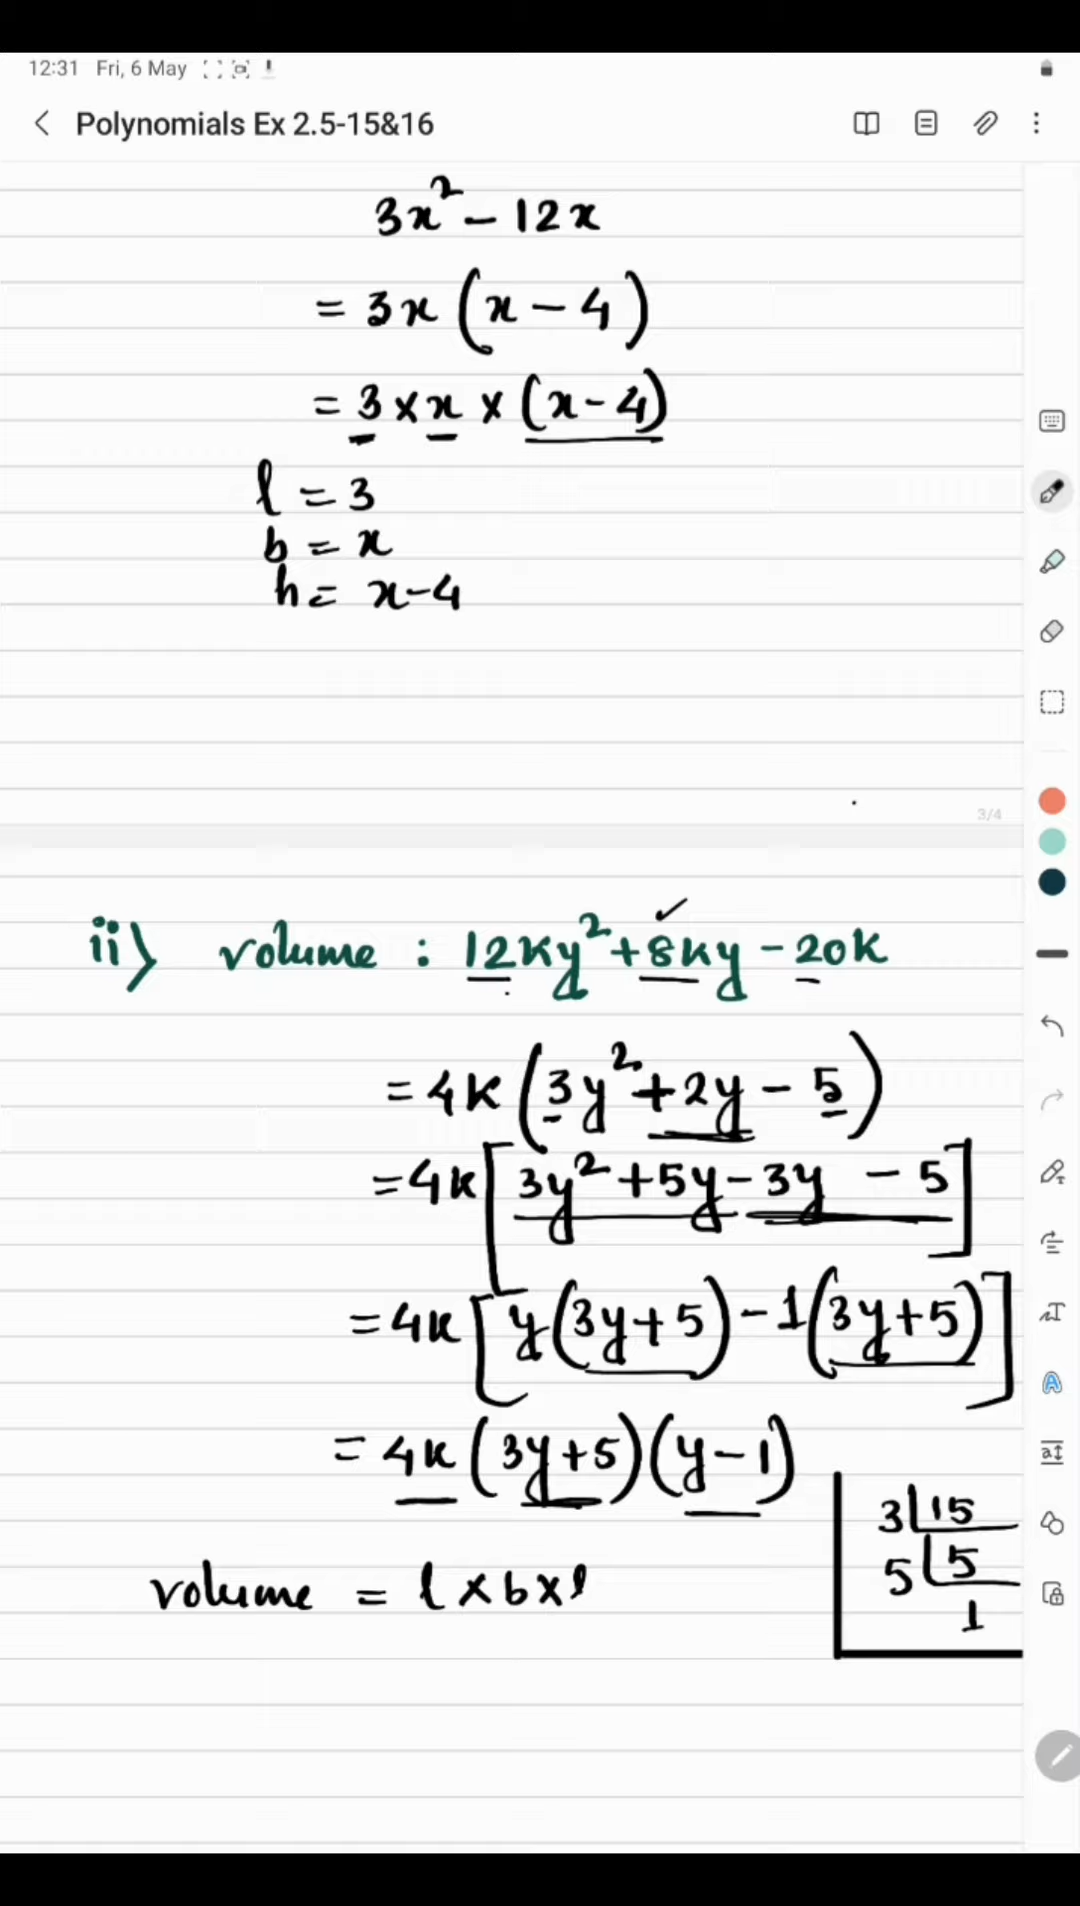 12:31 Fri, 6 May
Polynomials Ex 2.5-15&16
3x² - 12x
= 3x (x - 4)
= 3 × x × (x - 4)
l = 3
b = x
h = x-4
3/4
ii) volume : 12ky² + 8ky - 20k
= 4k (3y² + 2y - 5)
= 4k [3y² + 5y - 3y - 5]
= 4k [y(3y+5) - 1(3y+5)]
= 4k (3y+5)(y-1)
3 15
5 5
1
volume = l × b ×